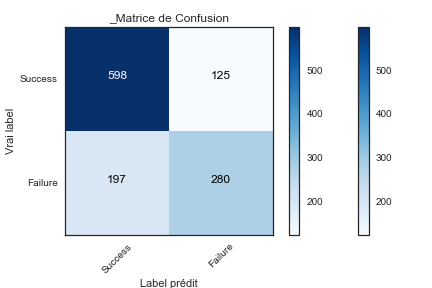 _Matrice de Confusion
Vrai label
Success
598
125
Failure
197
280
Success
Failure
Label prédit
500
400
300
200
500
400
300
200